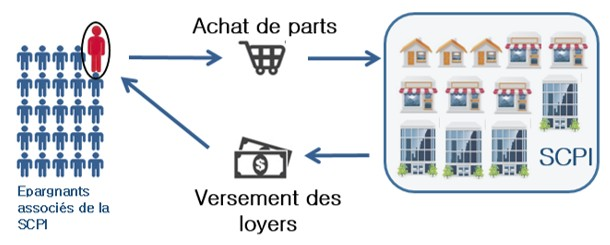 Achat de parts
$
SCPI
Epargnants
associés de la
SCPI
Versement des
loyers